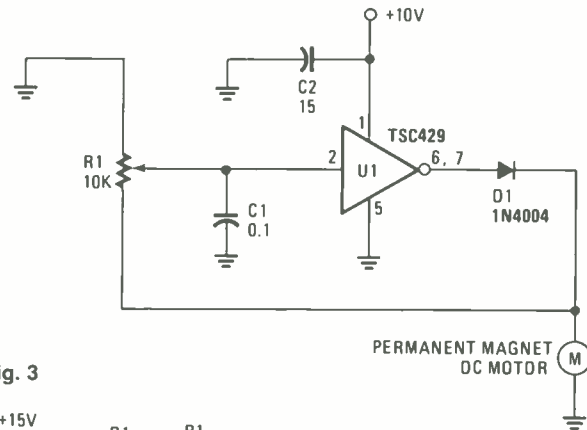 +10V
C2
15
1
TSC429
R1
10K
2
U1
6, 7
C1
0.1
5
D1
1N4004
PERMANENT MAGNET
DC MOTOR
M
ig. 3
+15V